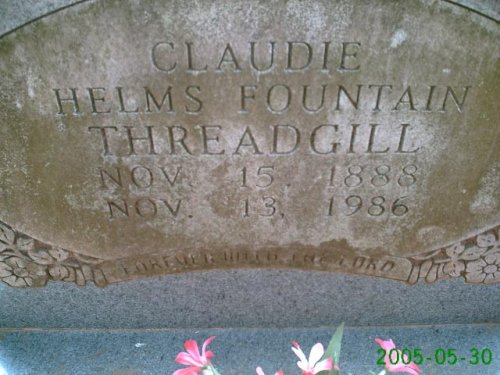 CLAUDIE
HELMS FOUNTAIN
THREADGILL
NOV. 15, 1888
NOV. 13, 1986
FOREVER WITH THE LORD
2005-05-30